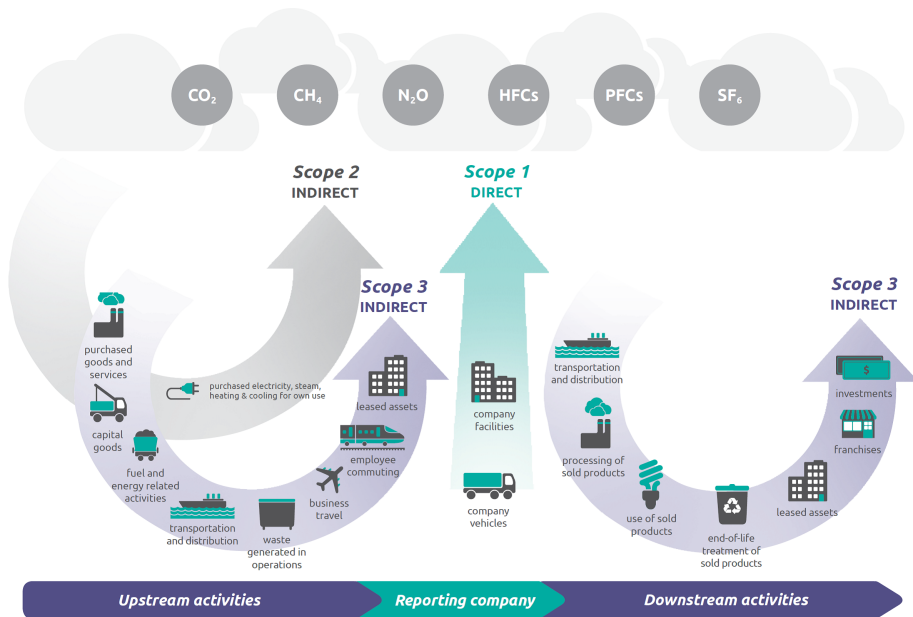 CO₂
CH₄
N₂O
HFCs
PFCs
SF₆
Scope 2
INDIRECT
Scope 1
DIRECT
Scope 3
INDIRECT
Scope 3
INDIRECT
purchased
goods and
services
capital
goods
fuel and
energy related
activities
transportation
and distribution
waste
generated in
operations
business
travel
employee
commuting
leased assets
purchased electricity, steam,
heating & cooling for own use
company
facilities
company
vehicles
transportation
and distribution
processing of
sold products
use of sold
products
end-of-life
treatment of
sold products
leased assets
franchises
$
investments
Upstream activities
Reporting company
Downstream activities